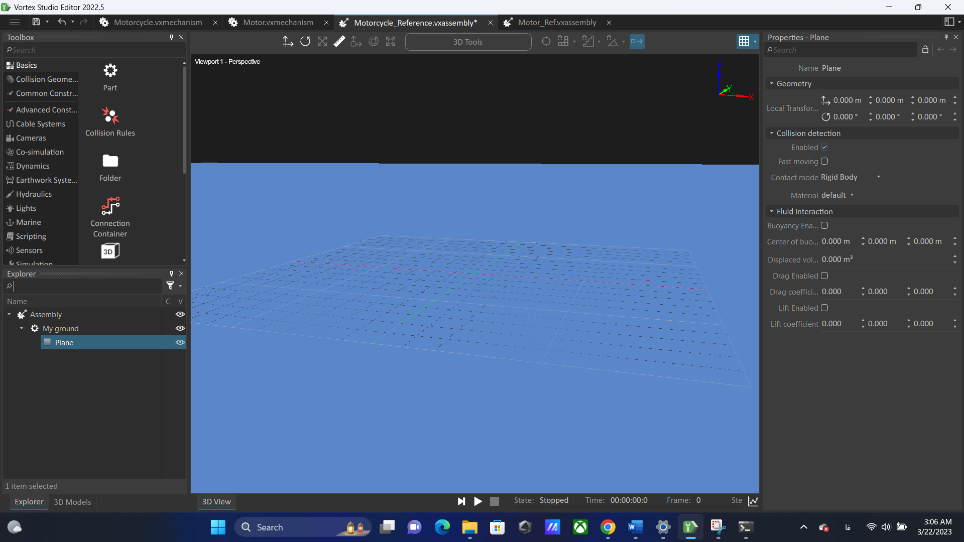 Vortex Studio Editor 2022.5
Motorcycle.vxmechanism
Motor.vxmechanism
Motorcycle_Reference.vxassembly*
Motor_Ref.vxassembly
Toolbox
Search
Basics
Collision Geome...
Common Constr...
Advanced Const...
Cable Systems
Cameras
Co-simulation
Dynamics
Earthwork Syste...
Hydraulics
Lights
Marine
Scripting
Sensors
Simulation
Part
Collision Rules
Folder
Connection
Container
3D
Explorer
Name C V
Assembly
My ground
Plane
1 item selected
Explorer
3D Models
3D Tools
Viewport 1 - Perspective
Z
Y
X
3D View
State: Stopped Time: 00:00:00:0 Frame: 0 Ste
Properties - Plane
Search
Name Plane
Geometry
Local Transfor... 0.000 m 0.000 m 0.000 m
0.000 ° 0.000 ° 0.000 °
Collision detection
Enabled
Fast moving
Contact mode Rigid Body
Material default
Fluid Interaction
Buoyancy Ena...
Center of buo... 0.000 m 0.000 m 0.000 m
Displaced vol... 0.000 m³
Drag Enabled
Drag coeffici... 0.000 0.000 0.000
Lift Enabled
Lift coefficient 0.000 0.000 0.000
Search
3:06 AM
3/22/2023